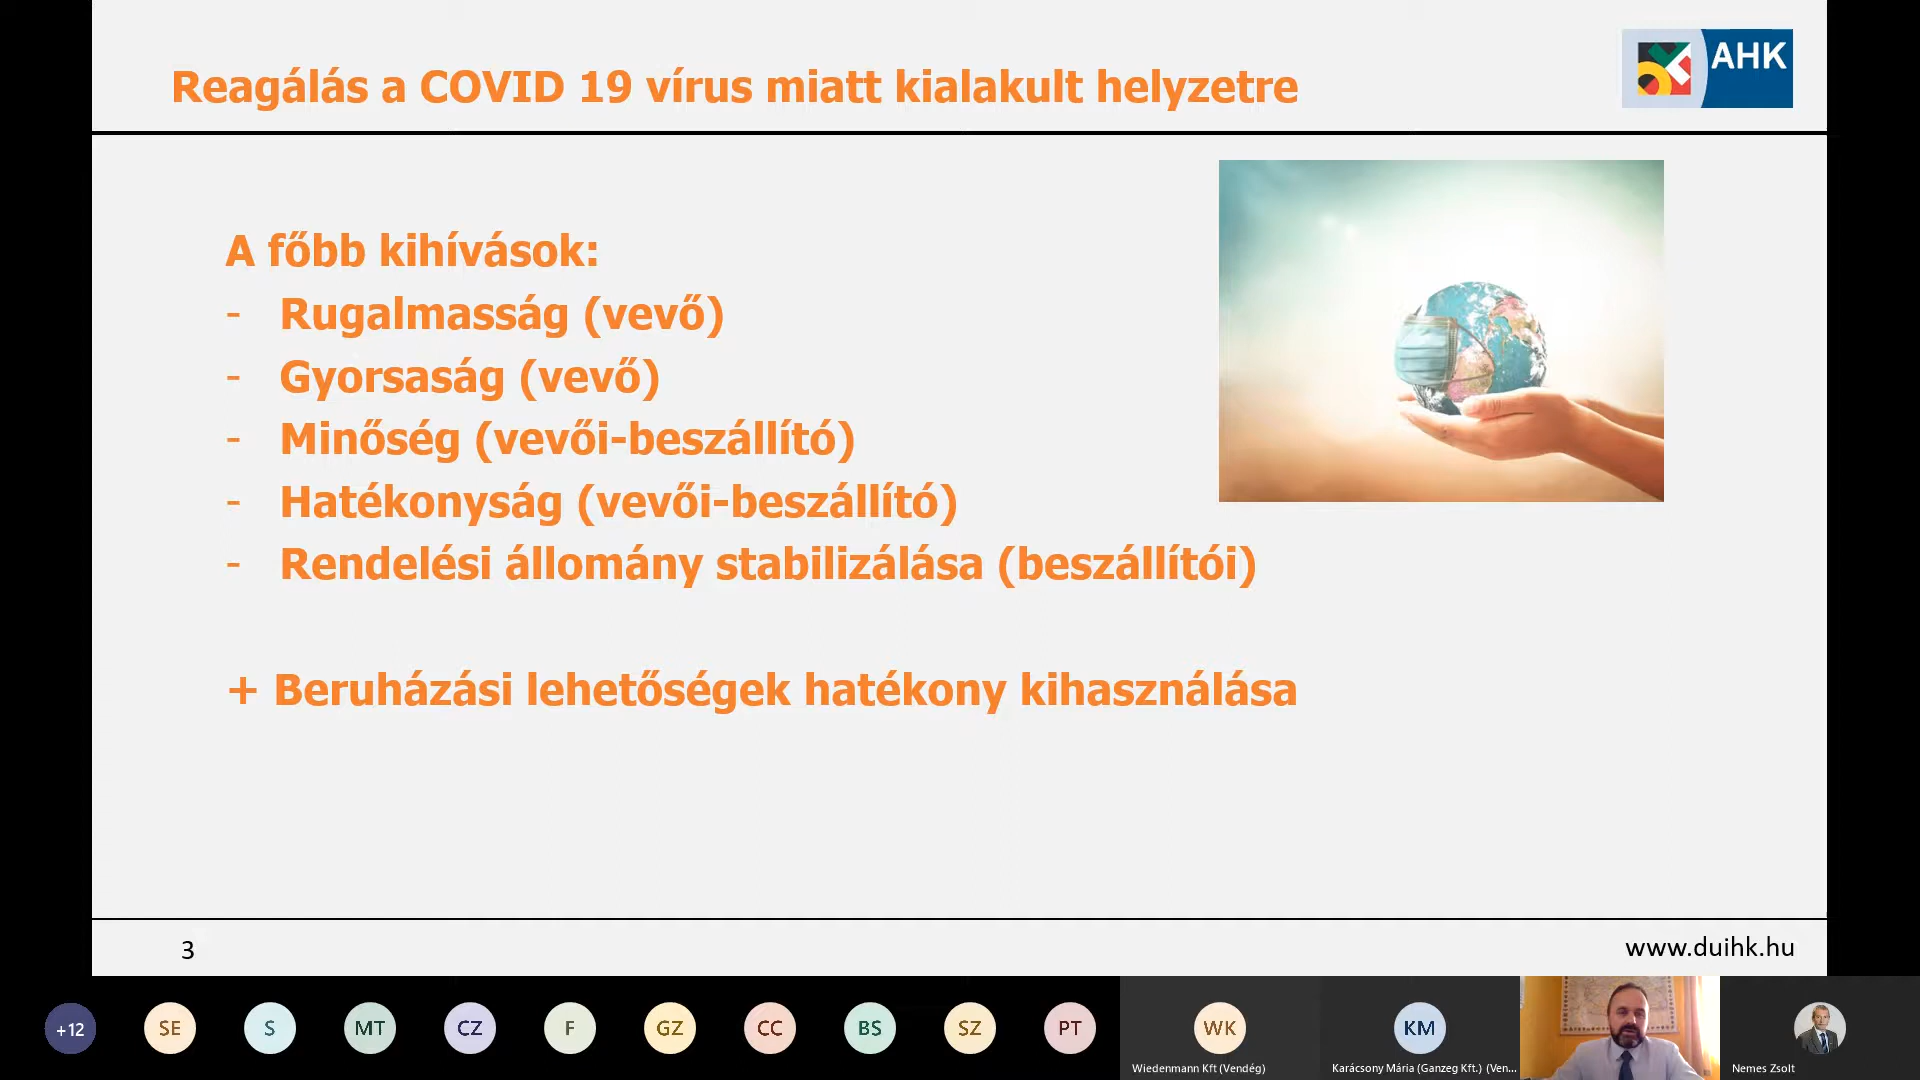 Reagálás a COVID 19 vírus miatt kialakult helyzetre
AHK
A főbb kihívások:
- Rugalmasság (vevő)
- Gyorsaság (vevő)
- Minőség (vevői-beszállító)
- Hatékonyság (vevői-beszállító)
- Rendelési állomány stabilizálása (beszállítói)
+ Beruházási lehetőségek hatékony kihasználása
3
www.duihk.hu
+12
SE
S
MT
CZ
F
GZ
CC
BS
SZ
PT
WK
KM
Wiedenmann Kft (Vendég)
Karácsony Mária (Ganzeg Kft.) (Ven...
Nemes Zsolt